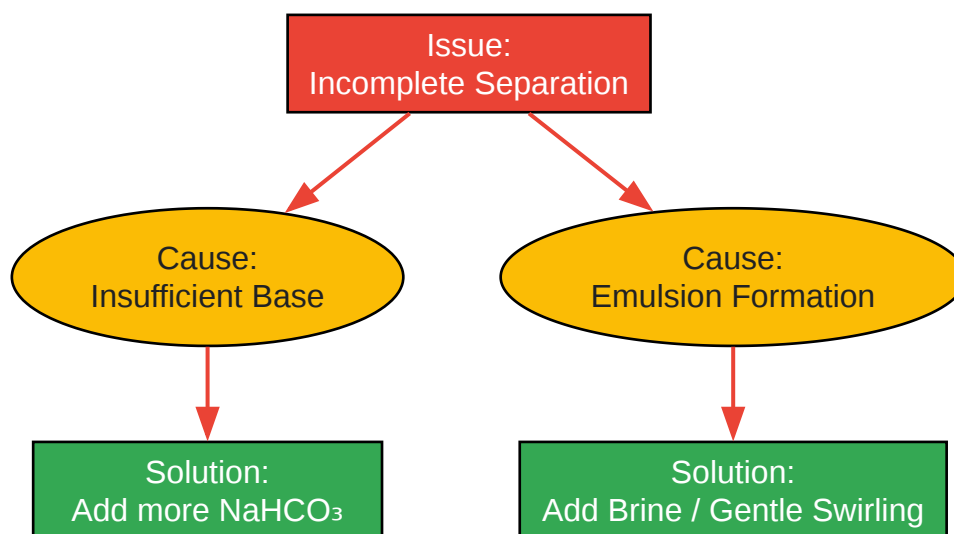 Issue:
Incomplete Separation
Cause:
Insufficient Base
Cause:
Emulsion Formation
Solution:
Add more NaHCO₃
Solution:
Add Brine / Gentle Swirling